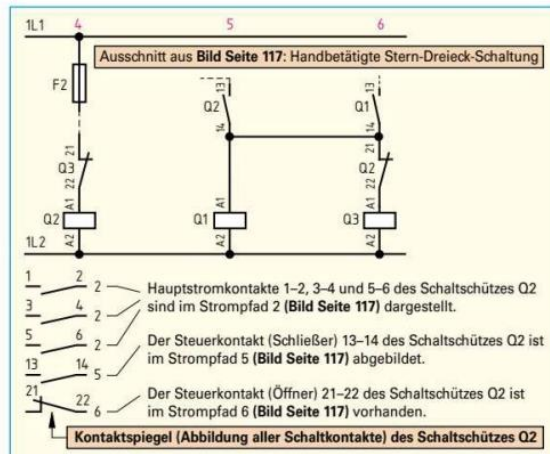 1L1 4 5 6
Ausschnitt aus Bild Seite 117: Handbetätigte Stern-Dreieck-Schaltung
F2
13 13
Q2 Q1
14 14
21 21
Q3 Q2
22 22
A1 A1 A1
Q2 Q1 Q3
A2 A2 A2
1L2
1 2 2
Hauptstromkontakte 1–2, 3–4 und 5–6 des Schaltschützes Q2
3 4 2
sind im Strompfad 2 (Bild Seite 117) dargestellt.
5 6 2
Der Steuerkontakt (Schließer) 13–14 des Schaltschützes Q2 ist
13 14 5
im Strompfad 5 (Bild Seite 117) abgebildet.
21 22 6
Der Steuerkontakt (Öffner) 21–22 des Schaltschützes Q2 ist
im Strompfad 6 (Bild Seite 117) vorhanden.
Kontaktspiegel (Abbildung aller Schaltkontakte) des Schaltschützes Q2